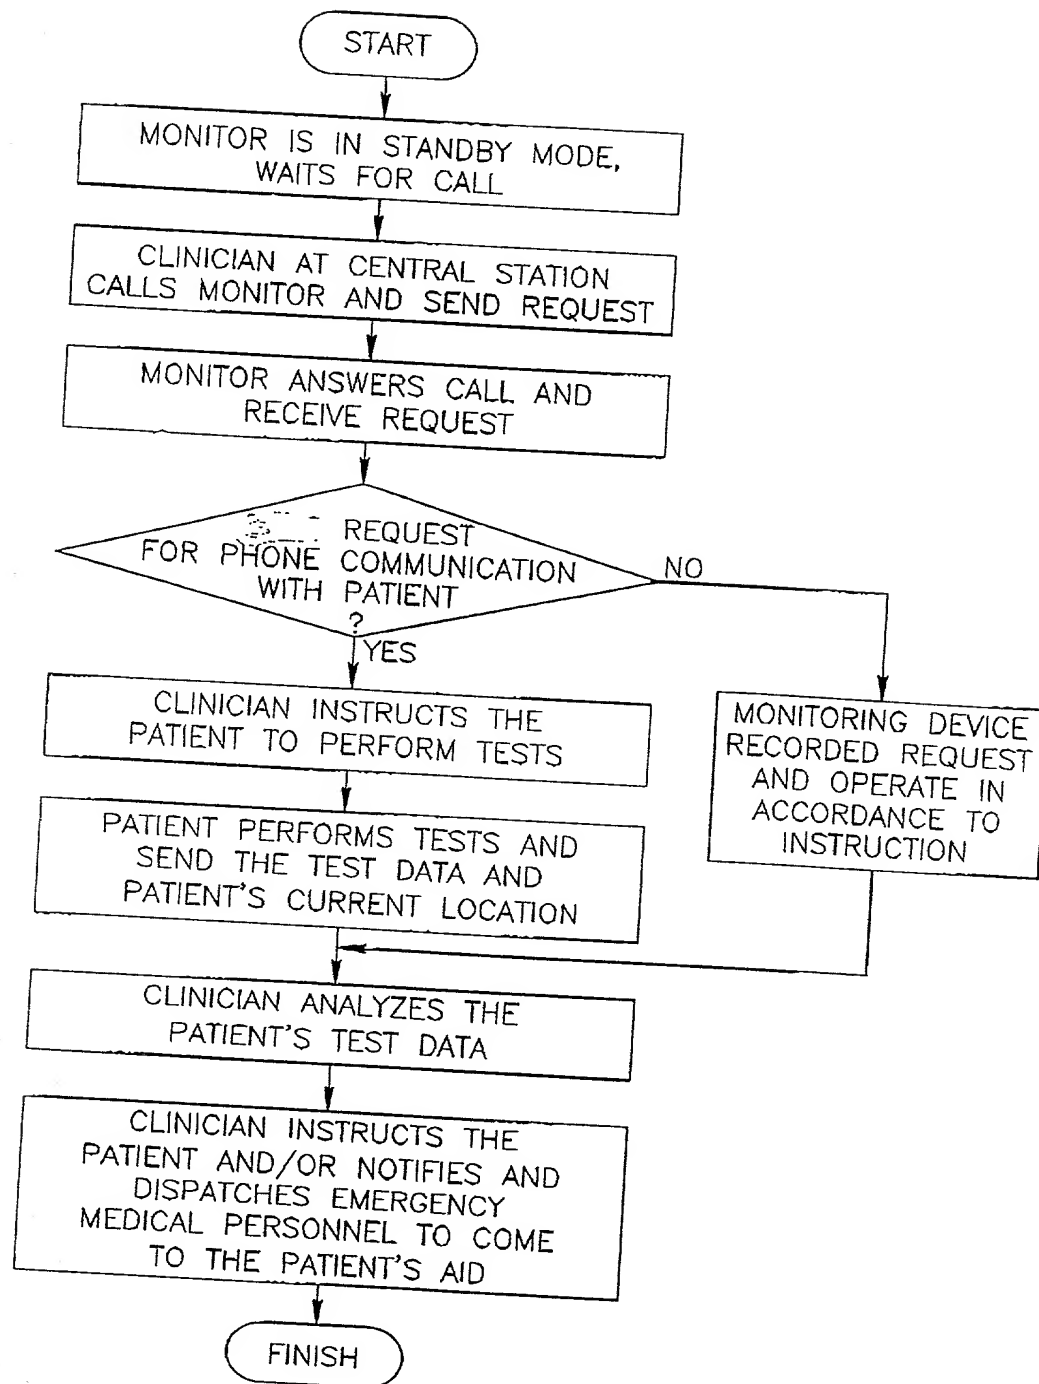 START
MONITOR IS IN STANDBY MODE,
WAITS FOR CALL
CLINICIAN AT CENTRAL STATION
CALLS MONITOR AND SEND REQUEST
MONITOR ANSWERS CALL AND
RECEIVE REQUEST
REQUEST
FOR PHONE COMMUNICATION
WITH PATIENT
?
NO
YES
CLINICIAN INSTRUCTS THE
PATIENT TO PERFORM TESTS
MONITORING DEVICE
RECORDED REQUEST
AND OPERATE IN
ACCORDANCE TO
INSTRUCTION
PATIENT PERFORMS TESTS AND
SEND THE TEST DATA AND
PATIENT'S CURRENT LOCATION
CLINICIAN ANALYZES THE
PATIENT'S TEST DATA
CLINICIAN INSTRUCTS THE
PATIENT AND/OR NOTIFIES AND
DISPATCHES EMERGENCY
MEDICAL PERSONNEL TO COME
TO THE PATIENT'S AID
FINISH